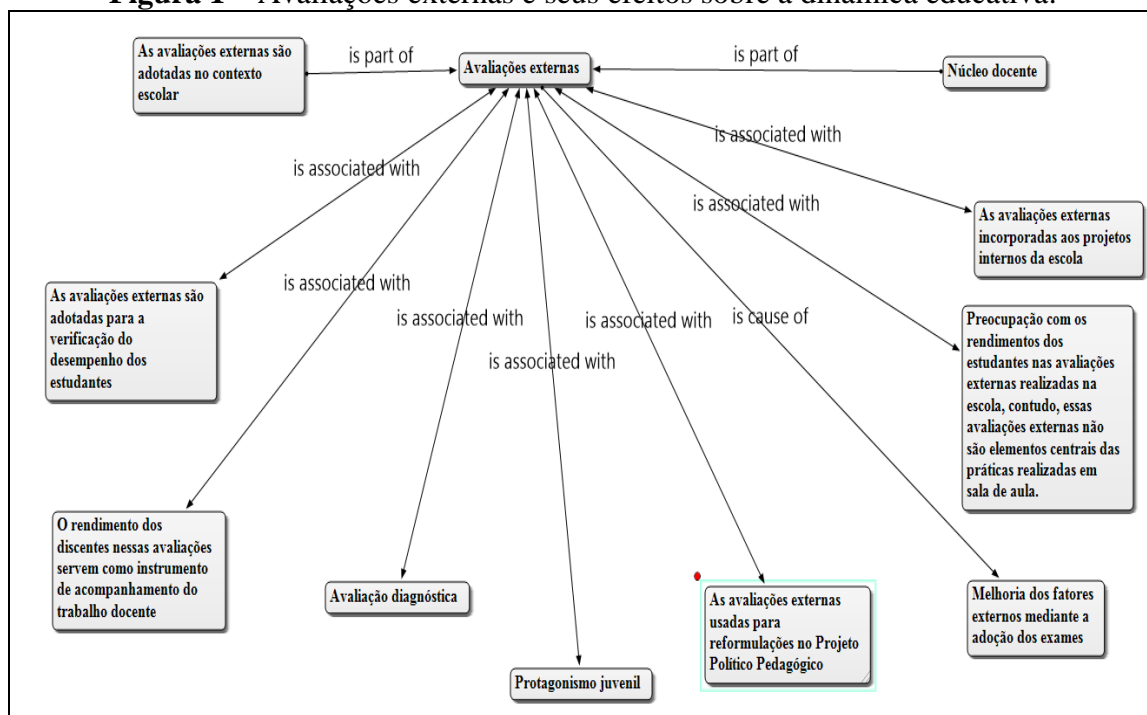 Figura 1 – Avaliações externas e seus efeitos sobre a dinâmica educativa.
As avaliações externas são
adotadas no contexto
escolar
is part of
Avaliações externas
is part of
Núcleo docente
is associated with
is associated with
is associated with
As avaliações externas
incorporadas aos projetos
internos da escola
is associated with
As avaliações externas são
adotadas para a
verificação do
desempenho dos
estudantes
is associated with
is associated with
is cause of
is associated with
Preocupação com os
rendimentos dos
estudantes nas avaliações
externas realizadas na
escola, contudo, essas
avaliações externas não
são elementos centrais das
práticas realizadas em
sala de aula.
O rendimento dos
discentes nessas avaliações
servem como instrumento
de acompanhamento do
trabalho docente
Avaliação diagnóstica
As avaliações externas
usadas para
reformulações no Projeto
Político Pedagógico
Melhoria dos fatores
externos mediante a
adoção dos exames
Protagonismo juvenil